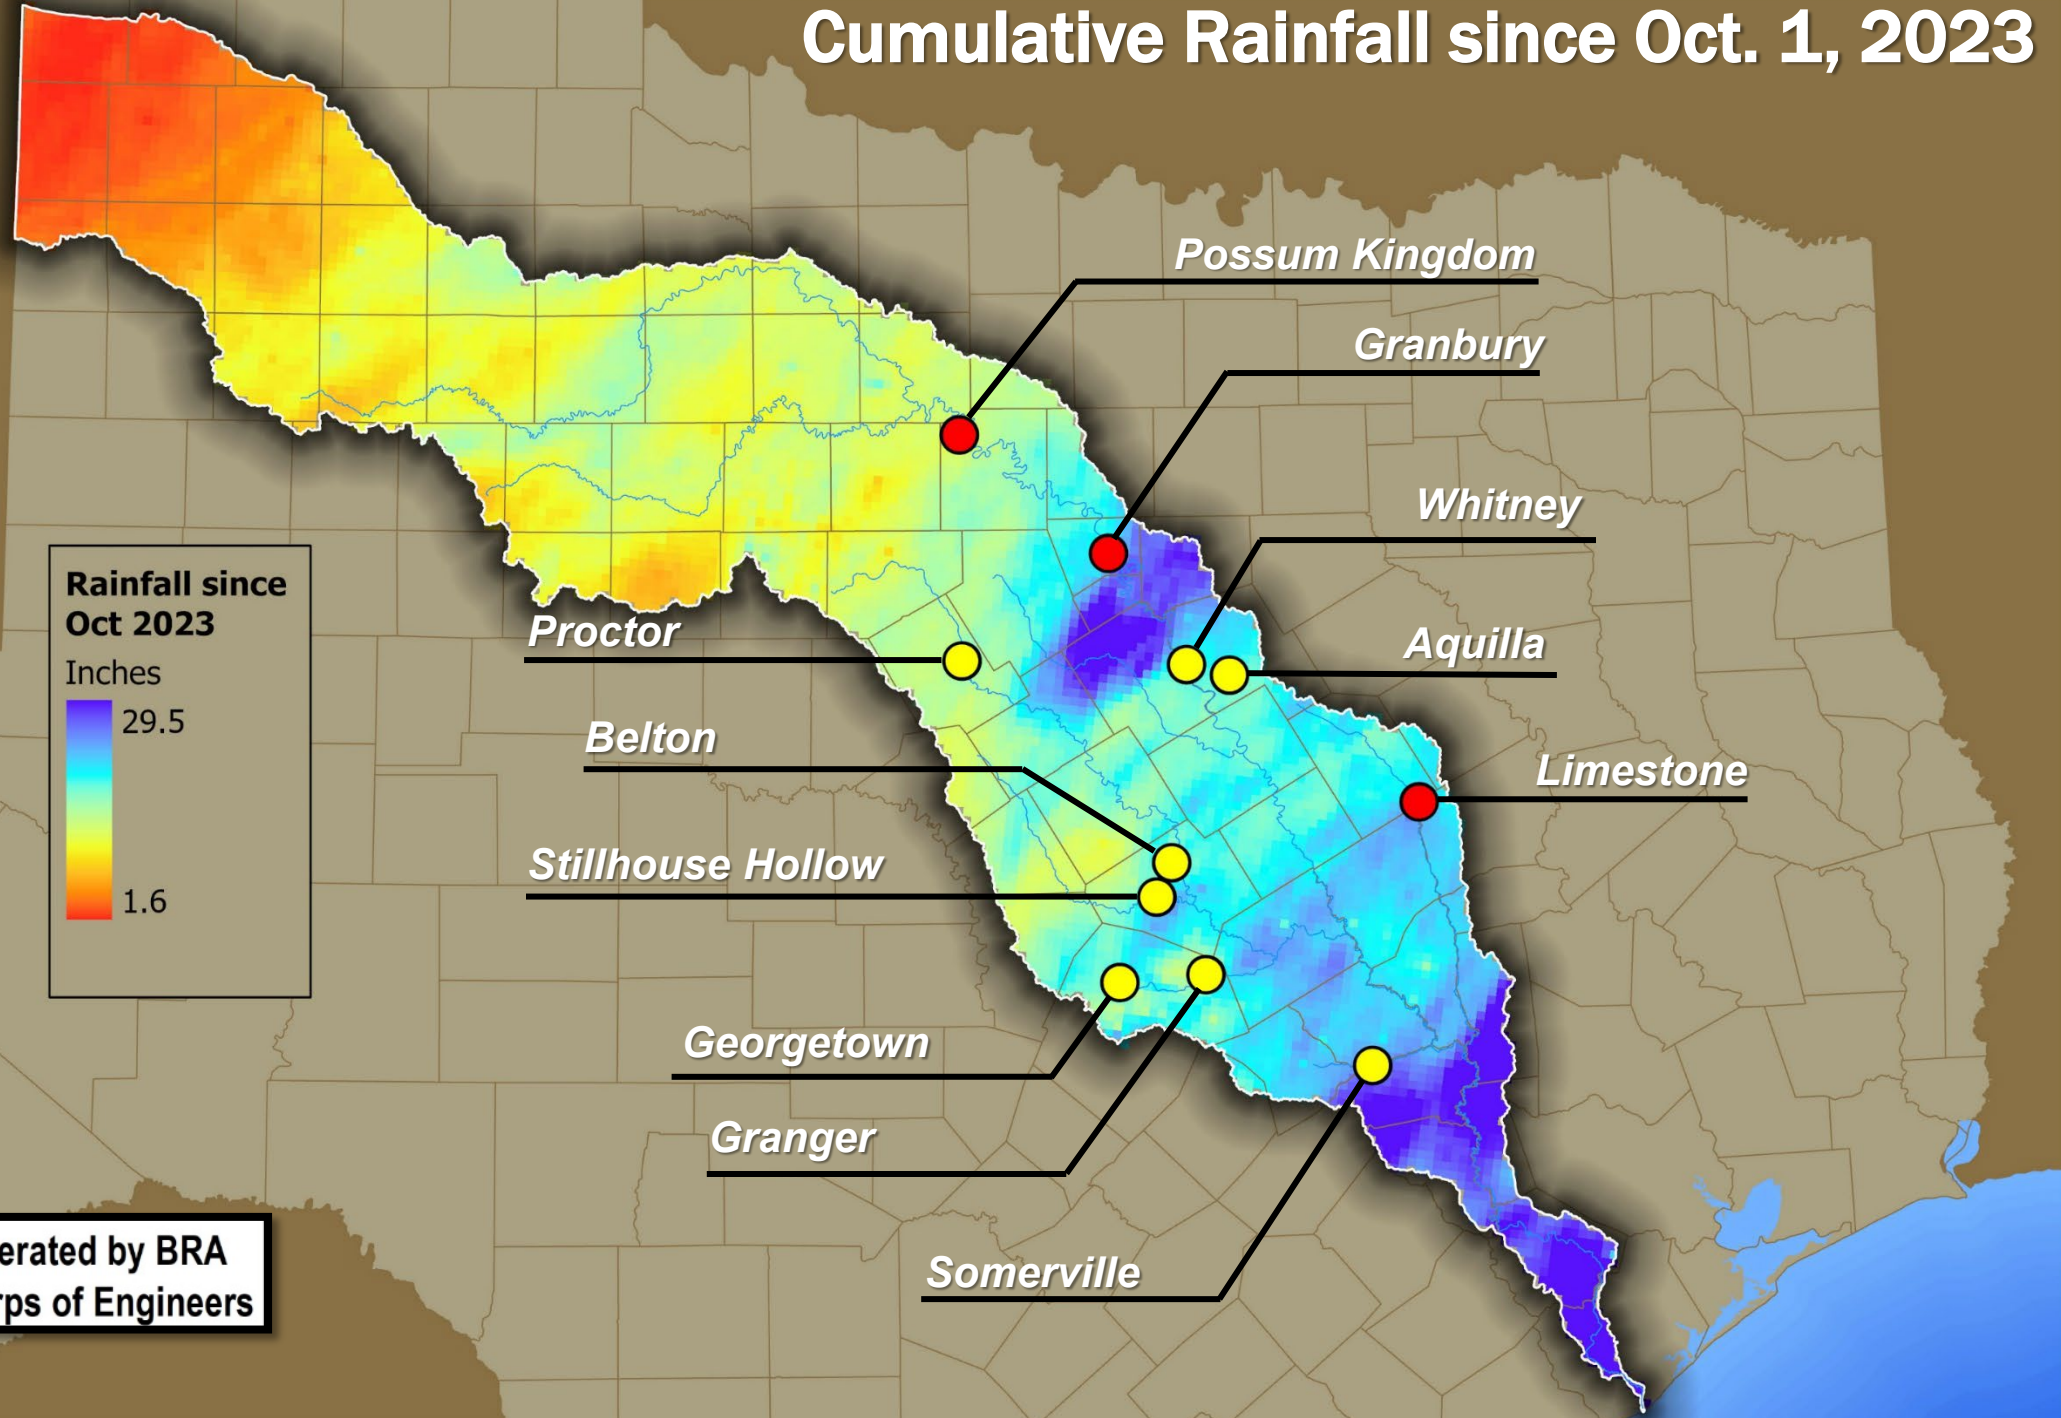 Cumulative Rainfall since Oct. 1, 2023
Possum Kingdom
Granbury
Whitney
Aquilla
Limestone
Proctor
Belton
Stillhouse Hollow
Georgetown
Granger
Somerville
Rainfall since
Oct 2023
Inches
29.5
1.6
erated by BRA
rps of Engineers